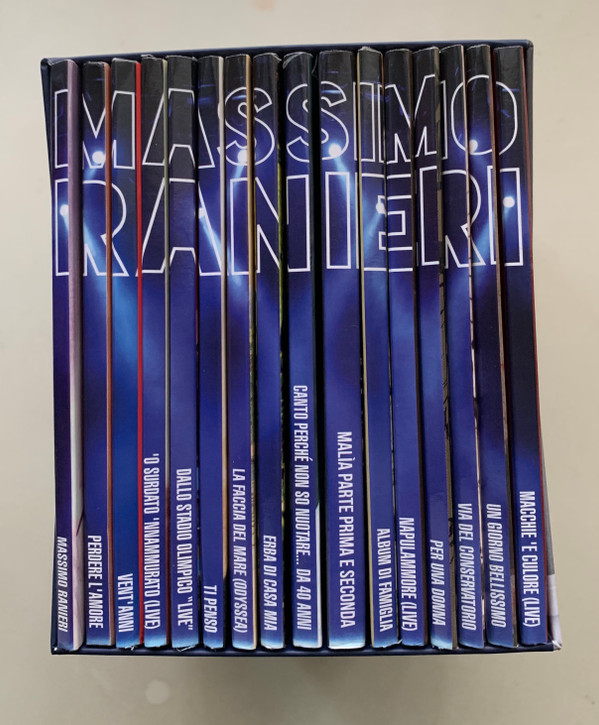 MASSIMO
RANIERI
MASSIMO RANIERI
PERDERE L'AMORE
VENT'ANNI
'O SURDATO 'NNAMMURATO (LIVE)
DALLO STADIO OLIMPICO "LIVE"
TI PENSO
LA FACCIA DEL MARE (ODYSSEA)
ERBA DI CASA MIA
CANTO PERCHÉ NON SO NUOTARE... DA 40 ANNI
MALÌA PARTE PRIMA E SECONDA
ALBUM DI FAMIGLIA
NAPULAMMORE (LIVE)
PER UNA DONNA
VIA DEL CONSERVATORIO
UN GIORNO BELLISSIMO
MACCHIE 'E CULORE (LIVE)